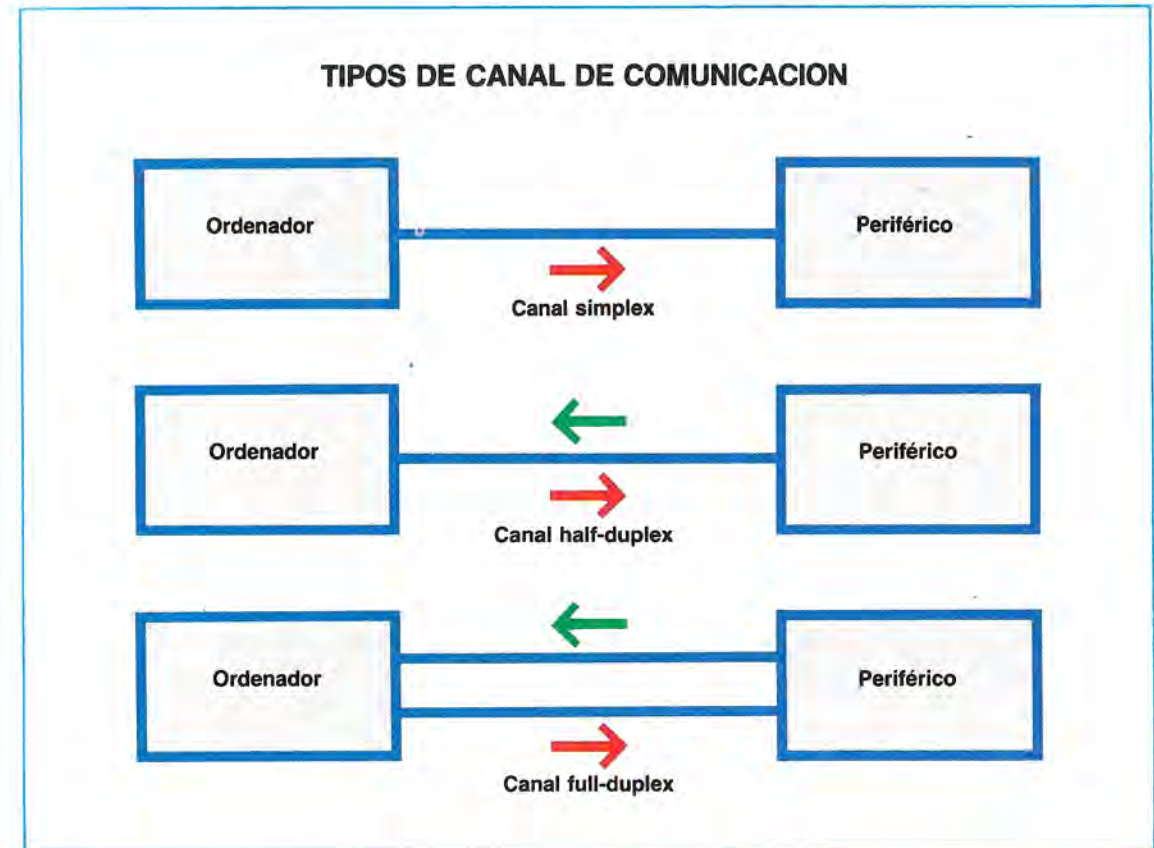 TIPOS DE CANAL DE COMUNICACION
Ordenador
Periférico
Canal simplex
Ordenador
Periférico
Canal half-duplex
Ordenador
Periférico
Canal full-duplex